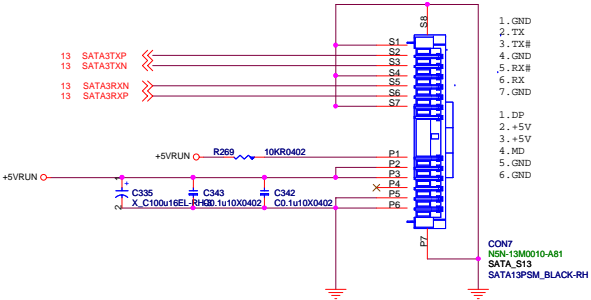 S8
1.GND
2.TX
3.TX#
4.GND
5.RX#
6.RX
7.GND
1.DP
2.+5V
3.+5V
4.MD
5.GND
6.GND
13 SATA3TXP
13 SATA3TXN
13 SATA3RXN
13 SATA3RXP
S1
S2
S3
S4
S5
S6
S7
+5VRUN R269 10KR0402
P1
P2
P3
P4
P5
P6
+5VRUN
1
+
2
C335
X_C100u16EL-RH
C343
C0.1u10X0402
C342
C0.1u10X0402
P7
CON7
N5N-13M0010-A81
SATA_S13
SATA13PSM_BLACK-RH